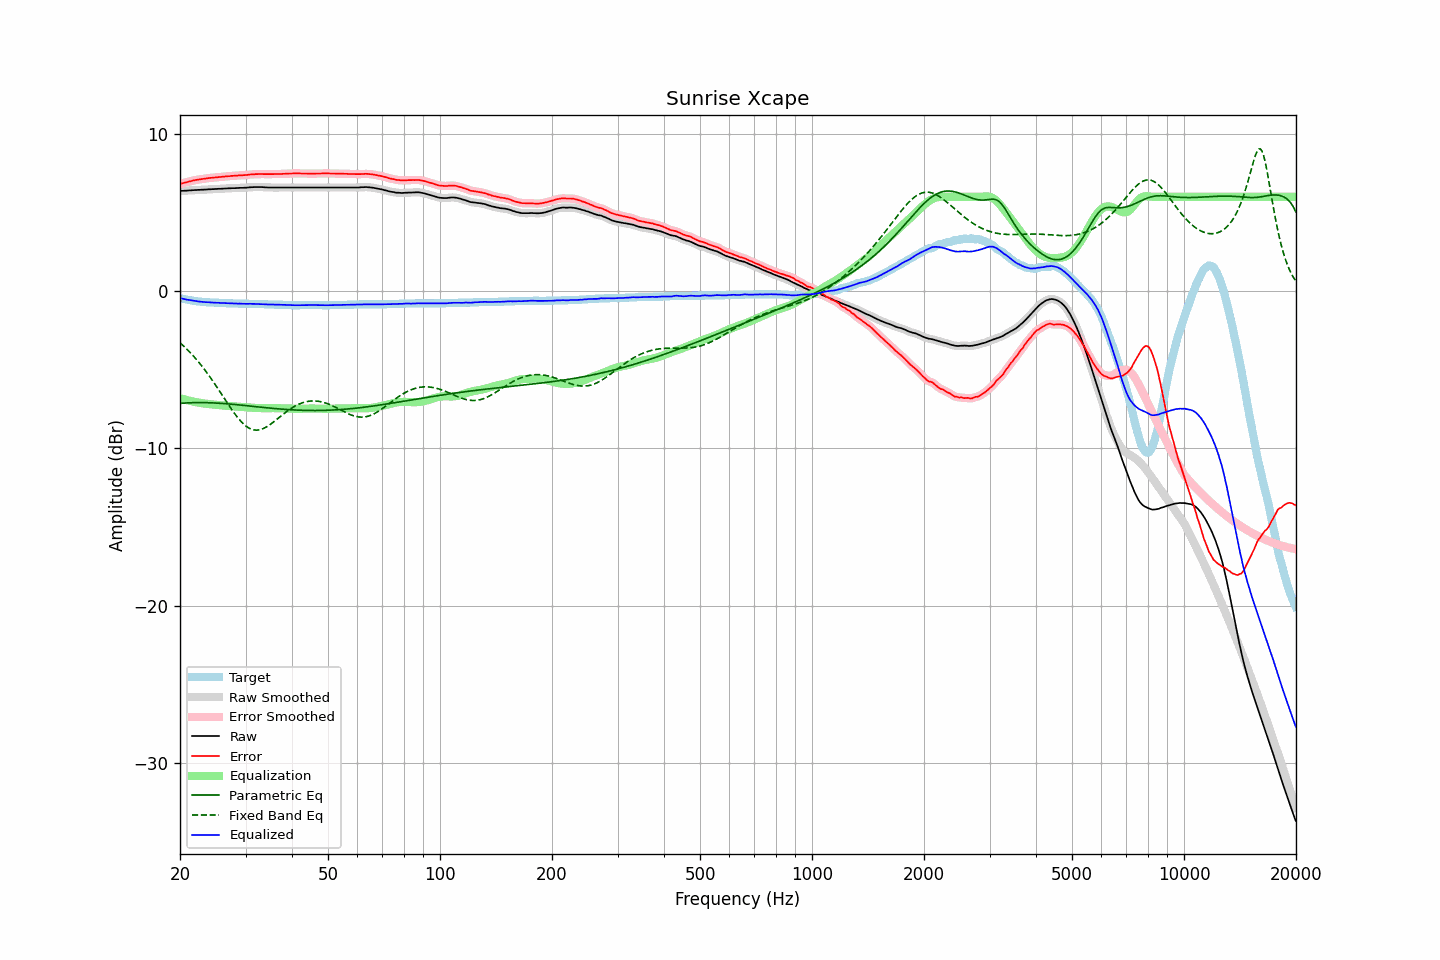 Sunrise Xcape
10
0
−10
−20
−30
Amplitude (dBr)
Target
Raw Smoothed
Error Smoothed
Raw
Error
Equalization
Parametric Eq
Fixed Band Eq
Equalized
20 50 100 200 500 1000 2000 5000 10000 20000
Frequency (Hz)